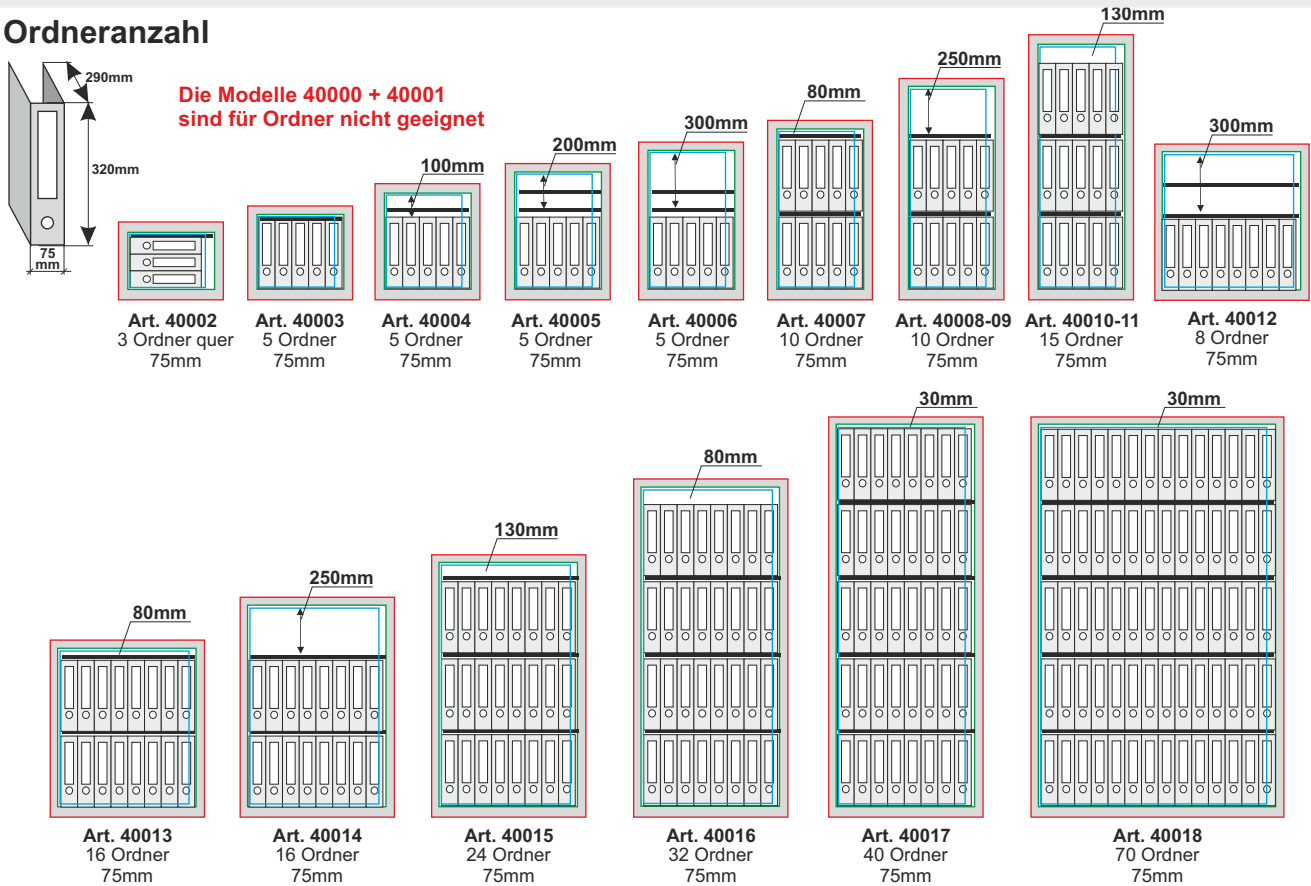 Ordneranzahl
290mm
320mm
75
mm
Die Modelle 40000 + 40001
sind für Ordner nicht geeignet
100mm
200mm
300mm
80mm
250mm
130mm
300mm
Art. 40002
3 Ordner quer
75mm
Art. 40003
5 Ordner
75mm
Art. 40004
5 Ordner
75mm
Art. 40005
5 Ordner
75mm
Art. 40006
5 Ordner
75mm
Art. 40007
10 Ordner
75mm
Art. 40008-09
10 Ordner
75mm
Art. 40010-11
15 Ordner
75mm
Art. 40012
8 Ordner
75mm
80mm
250mm
130mm
80mm
30mm
30mm
Art. 40013
16 Ordner
75mm
Art. 40014
16 Ordner
75mm
Art. 40015
24 Ordner
75mm
Art. 40016
32 Ordner
75mm
Art. 40017
40 Ordner
75mm
Art. 40018
70 Ordner
75mm